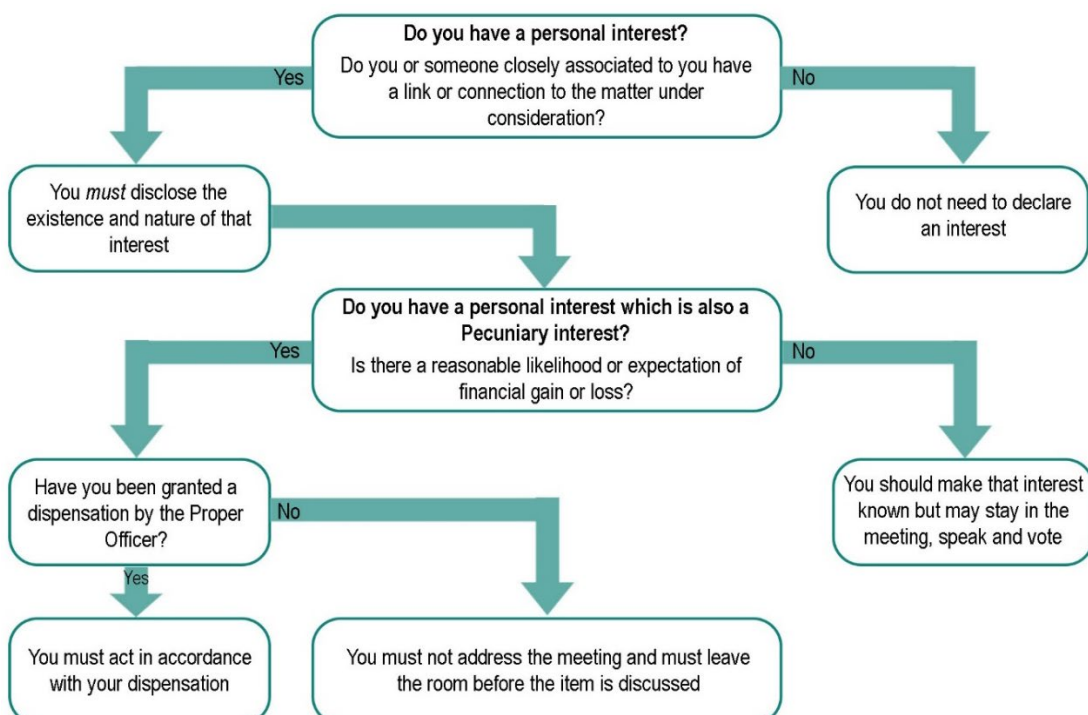 Do you have a personal interest?
Do you or someone closely associated to you have
a link or connection to the matter under
consideration?
Yes
No
You must disclose the
existence and nature of that
interest
You do not need to declare
an interest
Do you have a personal interest which is also a
Pecuniary interest?
Is there a reasonable likelihood or expectation of
financial gain or loss?
Yes
No
Have you been granted a
dispensation by the Proper
Officer?
No
You should make that interest
known but may stay in the
meeting, speak and vote
Yes
You must act in accordance
with your dispensation
You must not address the meeting and must leave
the room before the item is discussed